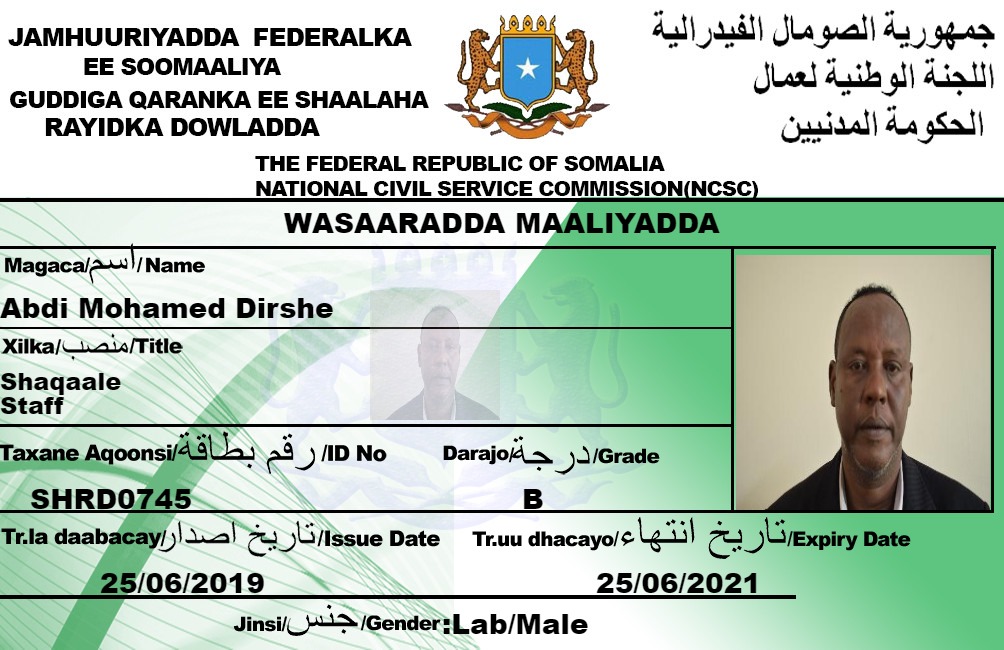 JAMHUURIYADDA FEDERALKA
EE SOOMAALIYA
GUDDIGA QARANKA EE SHAALAHA
RAYIDKA DOWLADDA
جمهورية الصومال الفيدرالية
اللجنة الوطنية لعمال
الحكومة المدنيين
THE FEDERAL REPUBLIC OF SOMALIA
NATIONAL CIVIL SERVICE COMMISSION(NCSC)
WASAARADDA MAALIYADDA
Magaca/اسم/Name
Abdi Mohamed Dirshe
Xilka/منصب/Title
Shaqaale
Staff
Taxane Aqoonsi/رقم بطاقة/ID No
Darajo/درجة/Grade
SHRD0745
B
Tr.la daabacay/تاريخ اصدار/Issue Date
Tr.uu dhacayo/تاريخ انتهاء/Expiry Date
25/06/2019
25/06/2021
Jinsi/جنس/Gender:Lab/Male